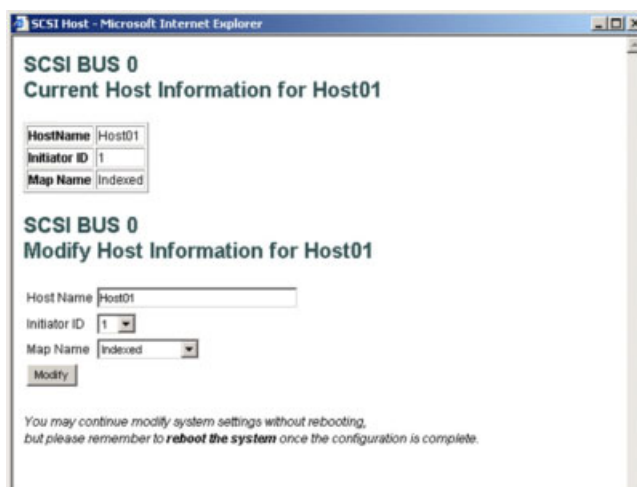 SCSI Host - Microsoft Internet Explorer
SCSI BUS 0
Current Host Information for Host01
HostName Host01
Initiator ID 1
Map Name Indexed
SCSI BUS 0
Modify Host Information for Host01
Host Name Host01
Initiator ID 1
Map Name Indexed
Modify
You may continue modify system settings without rebooting,
but please remember to reboot the system once the configuration is complete.